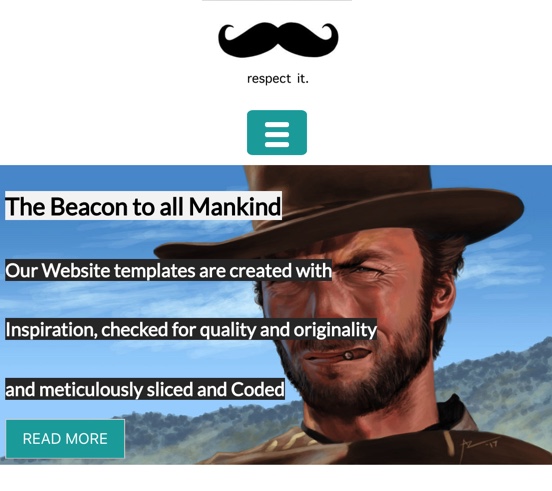 respect it.
The Beacon to all Mankind
Our Website templates are created with
Inspiration, checked for quality and originality
and meticulously sliced and Coded
READ MORE